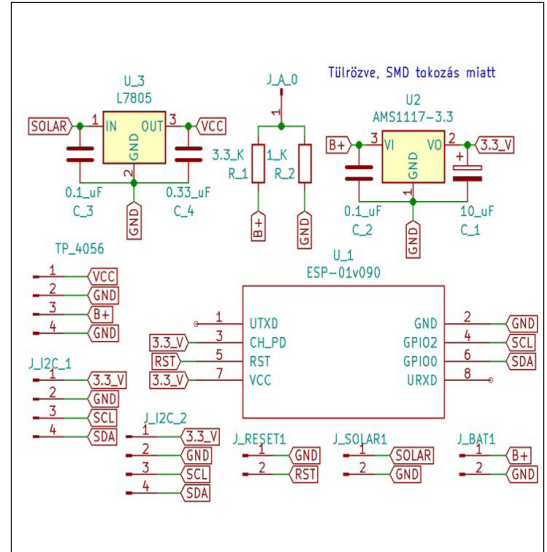 Tülrözve, SMD tokozás miatt
U_3
L7805
SOLAR 1 IN OUT 3 VCC
GND
2
0.1_uF
C_3
0.33_uF
C_4
GND
J_A_0
1
3.3_K
R_1
1_K
R_2
B+
GND
U2
AMS1117-3.3
B+ 3 VI VO 2 3.3_V
GND
1
+
0.1_uF
C_2
10_uF
C_1
GND
TP_4056
1 VCC
2 GND
3 B+
4 GND
U_1
ESP-01v090
1 UTXD GND 2 GND
3.3_V 3 CH_PD GPIO2 4 SCL
RST 5 RST GPIO0 6 SDA
3.3_V 7 VCC URXD 8
J_I2C_1
1 3.3_V
2 GND
3 SCL
4 SDA
J_I2C_2
1 3.3_V
2 GND
3 SCL
4 SDA
J_RESET1
1 GND
2 RST
J_SOLAR1
1 SOLAR
2 GND
J_BAT1
1 B+
2 GND